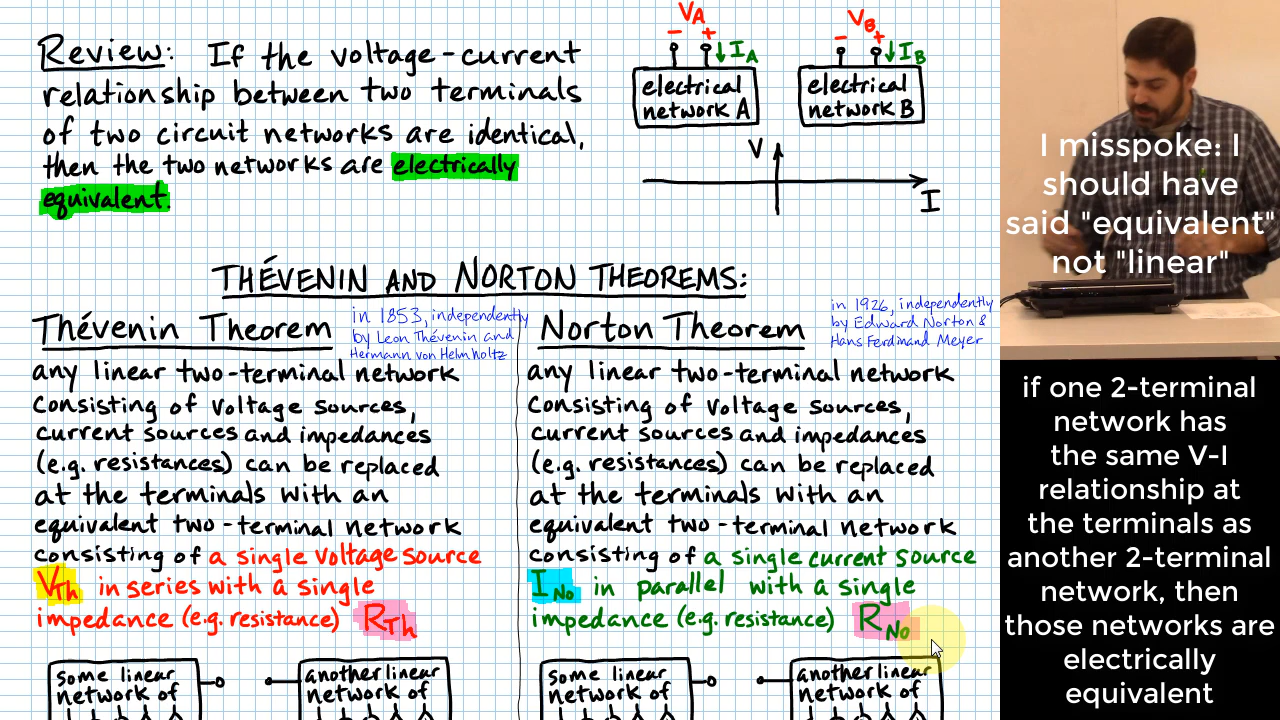 Review: If the voltage-current
relationship between two terminals
of two circuit networks are identical,
then the two networks are electrically
equivalent.
VA
- +
IA
electrical
network A
VB
- +
IB
electrical
network B
V
I
THÉVENIN AND NORTON THEOREMS:
Thévenin Theorem
in 1853, independently
by Leon Thévenin and
Hermann von Helmholtz
any linear two-terminal network
consisting of voltage sources,
current sources and impedances
(e.g. resistances) can be replaced
at the terminals with an
equivalent two-terminal network
consisting of a single voltage source
VTh in series with a single
impedance (e.g. resistance) RTh
some linear
network of
another linear
network of
Norton Theorem
in 1926, independently
by Edward Norton &
Hans Ferdinand Meyer
any linear two-terminal network
consisting of voltage sources,
current sources and impedances
(e.g. resistances) can be replaced
at the terminals with an
equivalent two-terminal network
consisting of a single current source
INo in parallel with a single
impedance (e.g. resistance) RNo
some linear
network of
another linear
network of
I misspoke: I
should have
said "equivalent"
not "linear"
if one 2-terminal
network has
the same V-I
relationship at
the terminals as
another 2-terminal
network, then
those networks are
electrically
equivalent